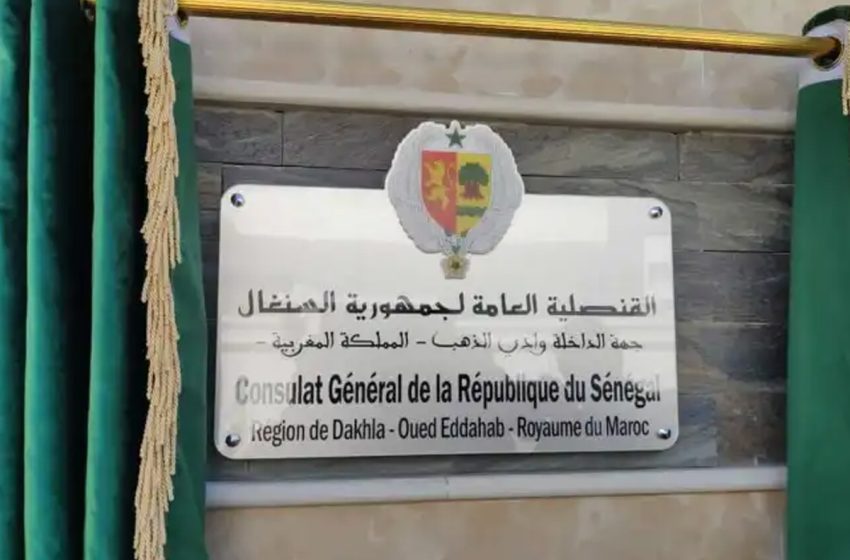 القنصلية العامة لجمهورية السنغال
جهة الداخلة وادي الذهب - المملكة المغربية -
Consulat Général de la République du Sénégal
Région de Dakhla - Oued Eddahab - Royaume du Maroc